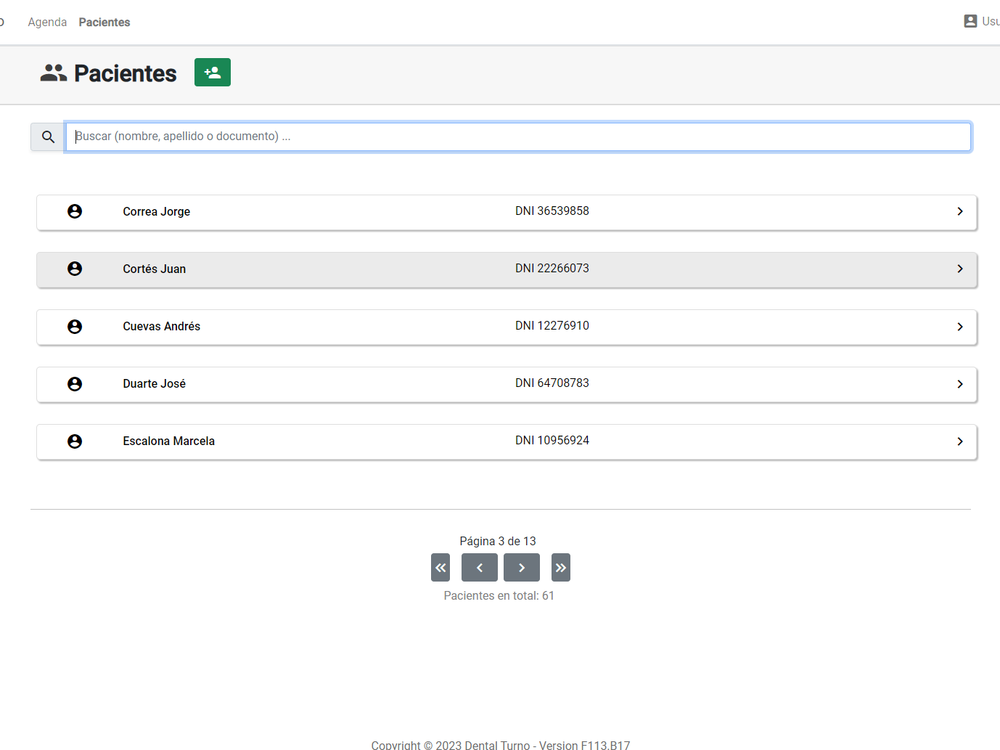 Agenda Pacientes
Pacientes
Buscar (nombre, apellido o documento) ...
Correa Jorge DNI 36539858
Cortés Juan DNI 22266073
Cuevas Andrés DNI 12276910
Duarte José DNI 64708783
Escalona Marcela DNI 10956924
Página 3 de 13
Pacientes en total: 61
Copyright © 2023 Dental Turno - Version F113.B17